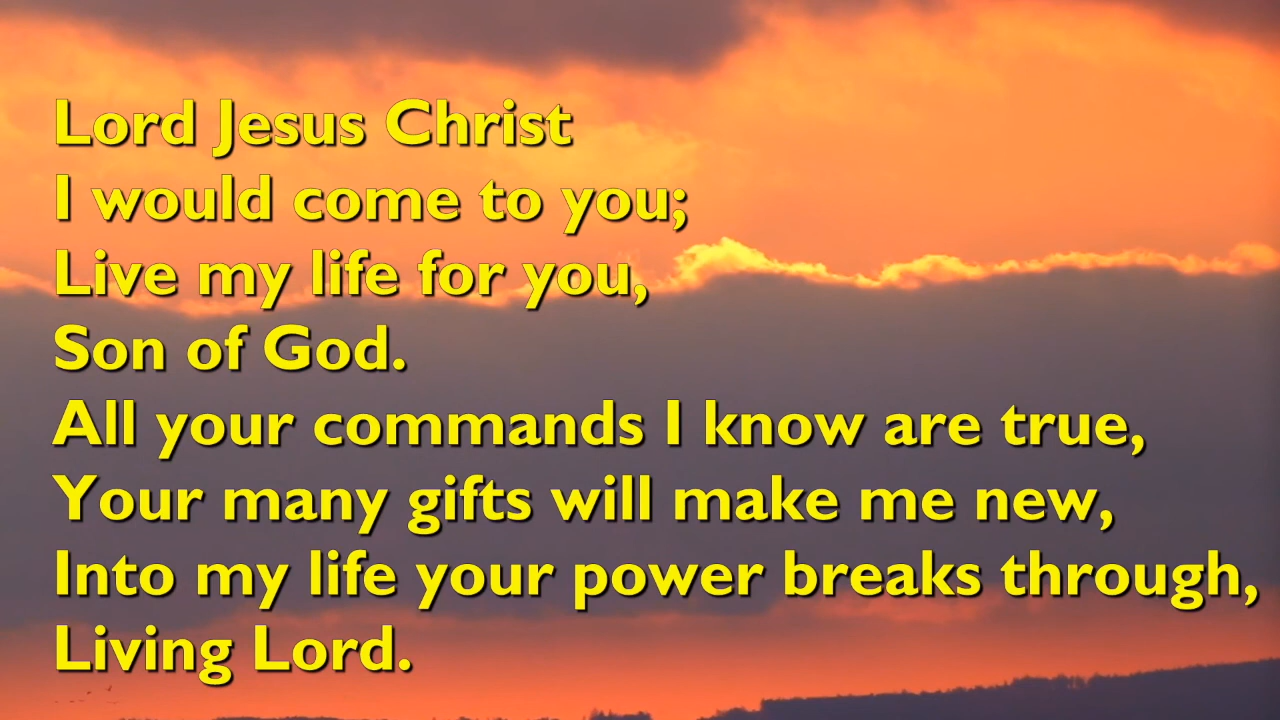 Lord Jesus Christ
I would come to you;
Live my life for you,
Son of God.
All your commands I know are true,
Your many gifts will make me new,
Into my life your power breaks through,
Living Lord.